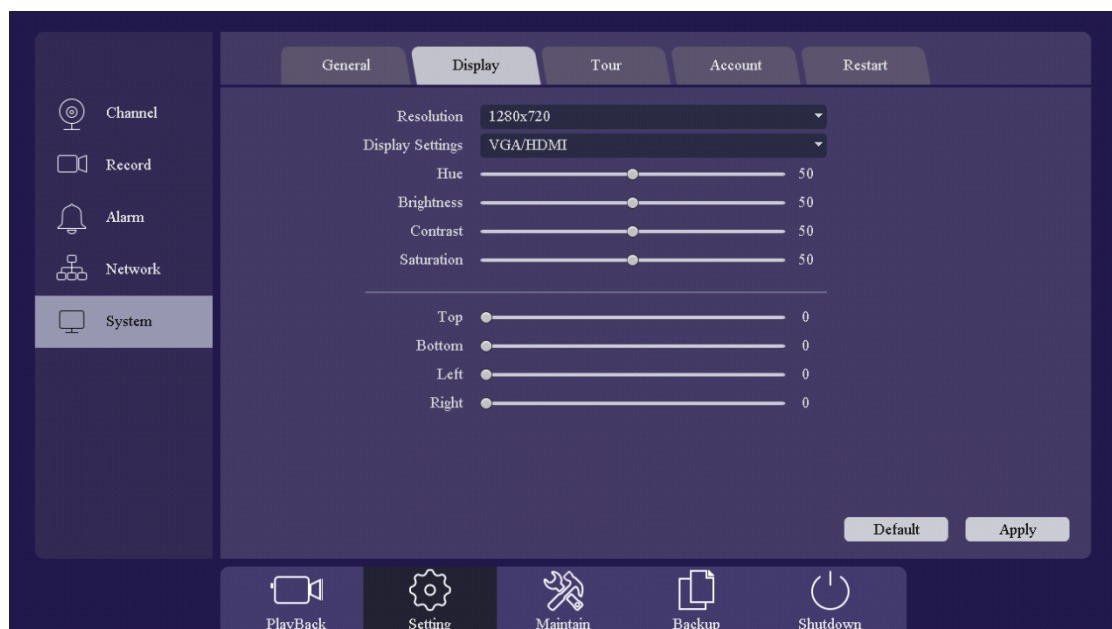 General Display Tour Account Restart
Channel
Record
Alarm
Network
System
Resolution 1280x720
Display Settings VGA/HDMI
Hue 50
Brightness 50
Contrast 50
Saturation 50
Top 0
Bottom 0
Left 0
Right 0
Default Apply
PlayBack Setting Maintain Backup Shutdown